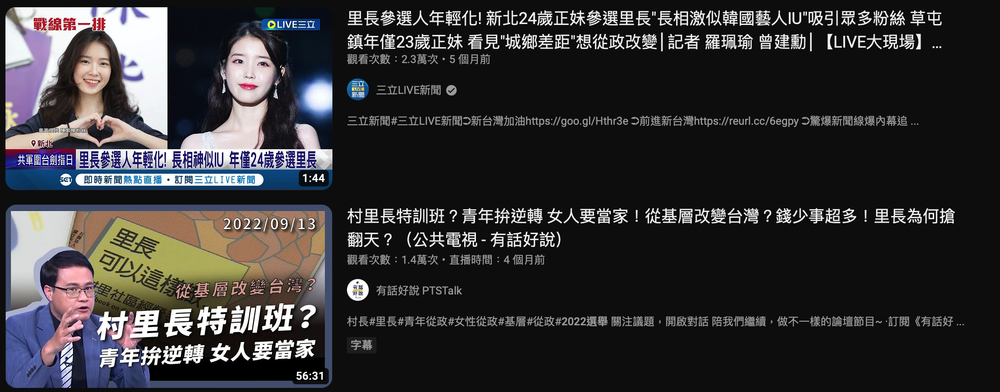 戰線第一排
LIVE三立
畫面提供 陳紫榆粉絲
新北
共軍圍台劍指日
里長參選人年輕化! 長相神似IU 年僅24歲參選里長
SET
即時新聞熱點直播・訂閱三立LIVE新聞
1:44
里長參選人年輕化! 新北24歲正妹參選里長"長相激似韓國藝人IU"吸引眾多粉絲 草屯
鎮年僅23歲正妹 看見"城鄉差距"想從政改變│記者 羅珮瑜 曾建勳│ 【LIVE大現場】 ...
觀看次數：2.3萬次・5 個月前
三立
LIVE
新聞
三立LIVE新聞
三立新聞#三立LIVE新聞⊃新台灣加油https://goo.gl/Hthr3e ⊃前進新台灣https://reurl.cc/6egpy ⊃驚爆新聞線爆內幕追 ...
2022/09/13
里長
可以這樣做
里社區經營
book on
從基層改變台灣？
村里長特訓班？
青年拚逆轉 女人要當家
56:31
村里長特訓班？青年拚逆轉 女人要當家！從基層改變台灣？錢少事超多！里長為何搶
翻天？（公共電視 - 有話好說）
觀看次數：1.4萬次・直播時間：4 個月前
有話
好說
有話好說 PTSTalk
村長#里長#青年從政#女性從政#基層#從政#2022選舉 關注議題，開啟對話 陪我們繼續，做不一樣的論壇節目~ ·訂閱《有話好 ...
字幕